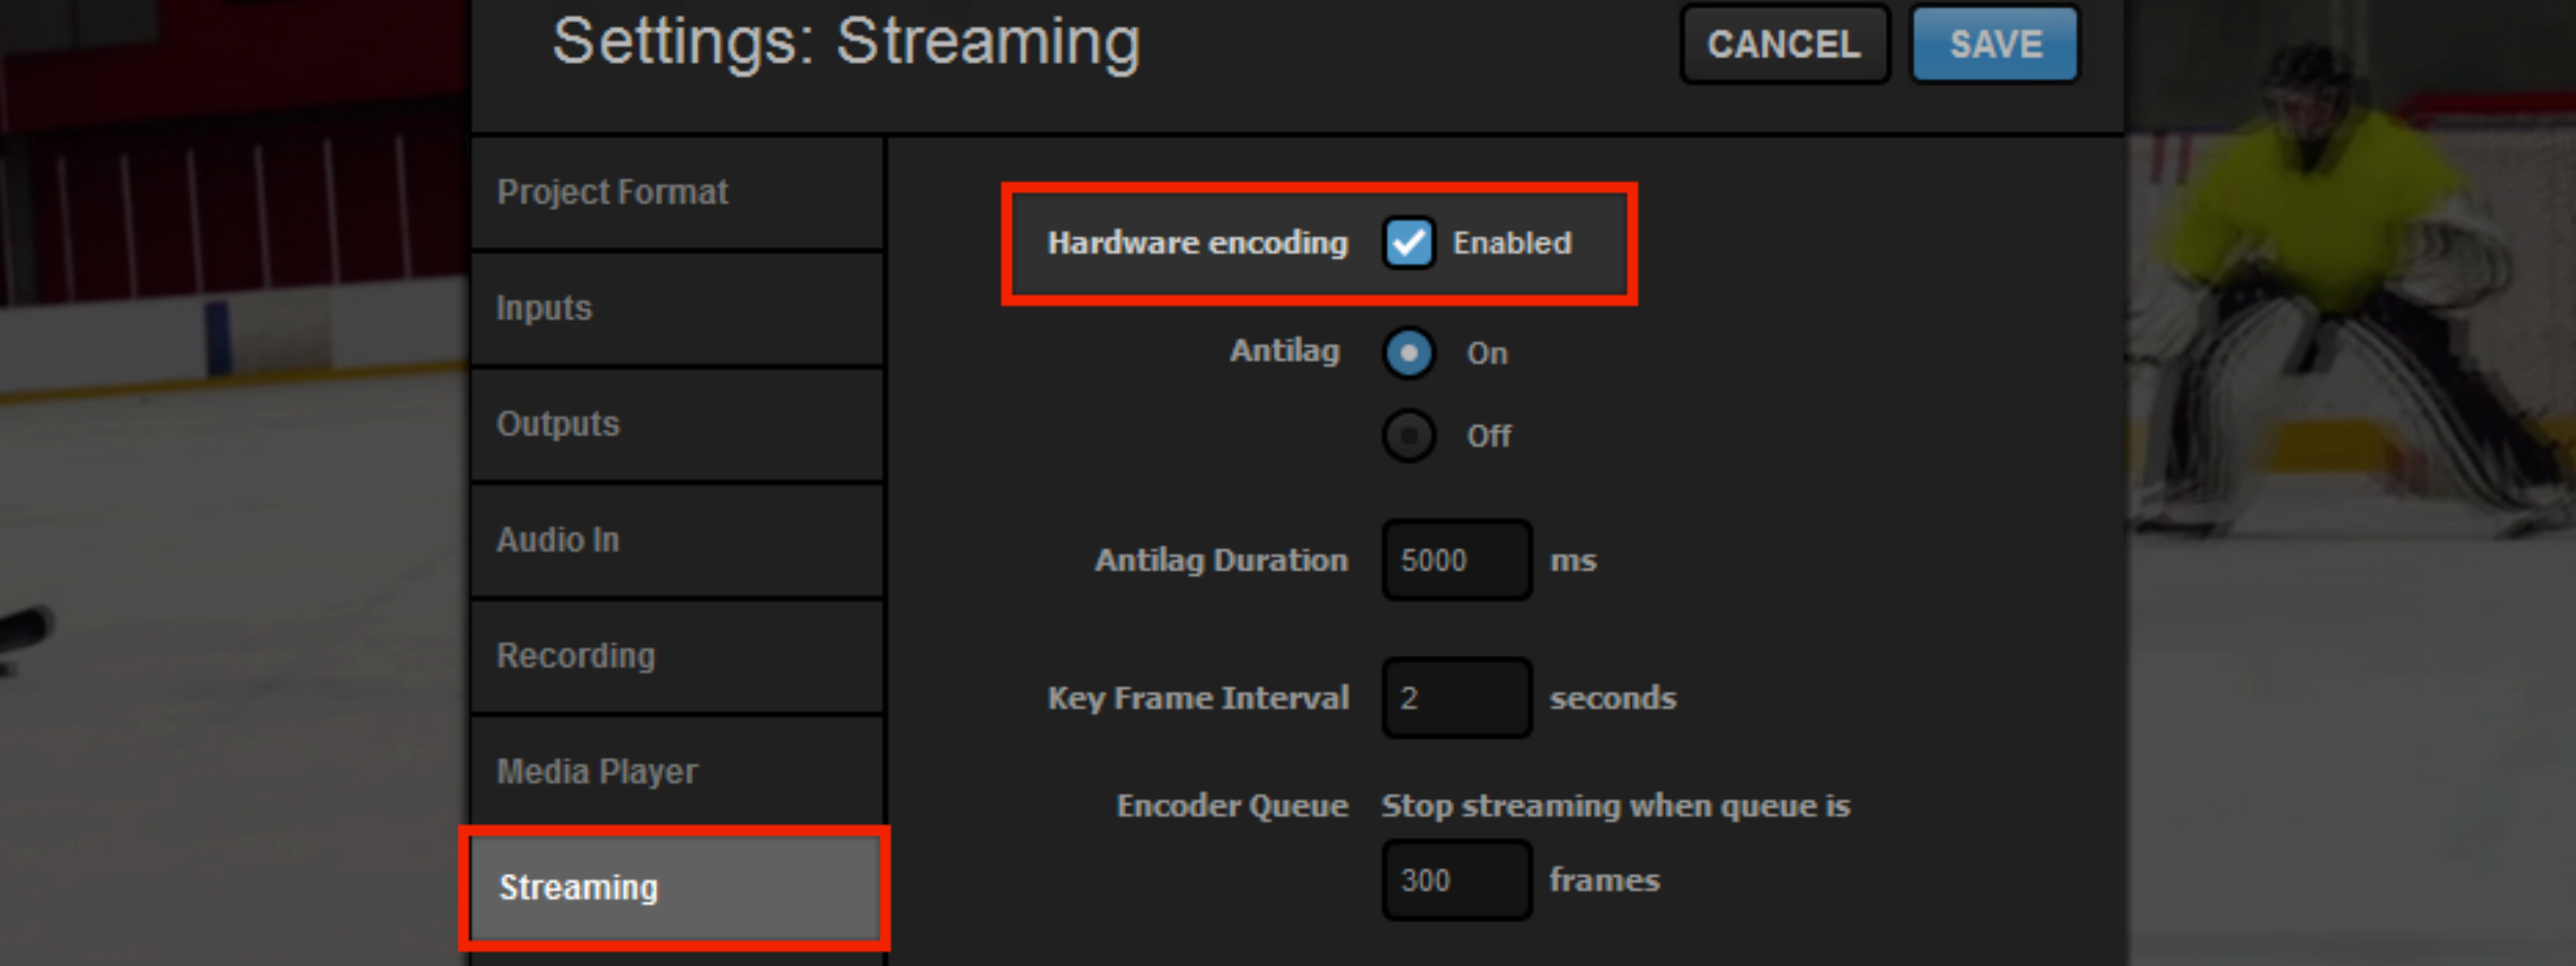 Settings: Streaming
CANCEL
SAVE
Project Format
Inputs
Outputs
Audio In
Recording
Media Player
Streaming
Hardware encoding Enabled
Antilag On
Off
Antilag Duration 5000 ms
Key Frame Interval 2 seconds
Encoder Queue Stop streaming when queue is
300 frames